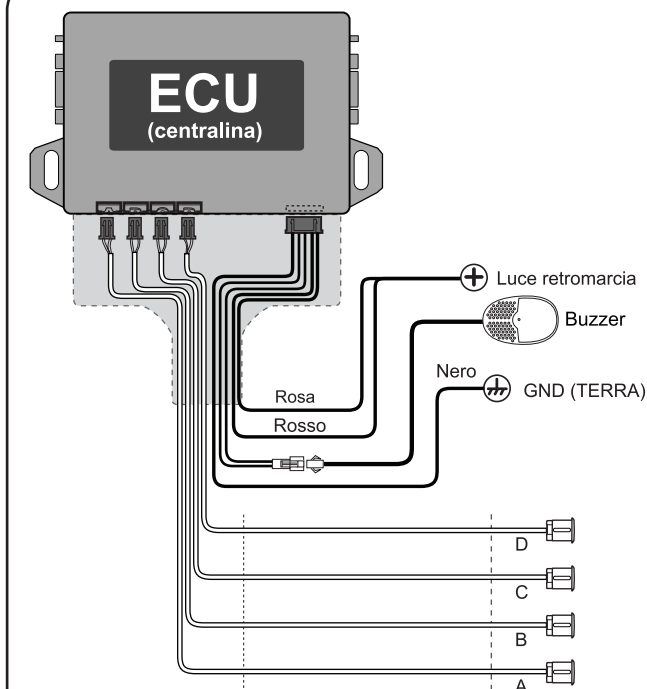 ECU
(centralina)
Luce retromarcia
Buzzer
Nero
GND (TERRA)
Rosa
Rosso
D
C
B
A